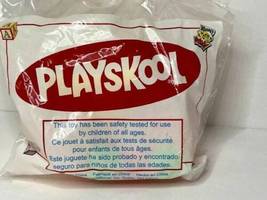 PLAYSKOOL
This toy has been safety tested for use
by children of all ages.
Ce jouet à satisfait aux tests de sécurité
pour enfants de tous âges.
Este juguete ha sido probado y encontrado
seguro para niños de todas las edades.